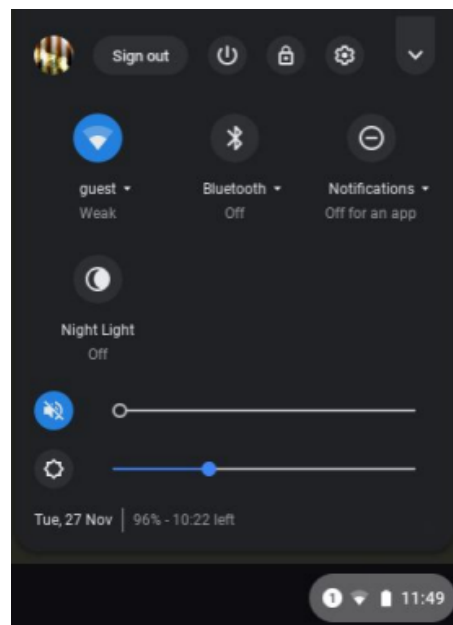 Sign out
guest Bluetooth Notifications
Weak Off Off for an app
Night Light
Off
Tue, 27 Nov 96% - 10:22 left
1 11:49